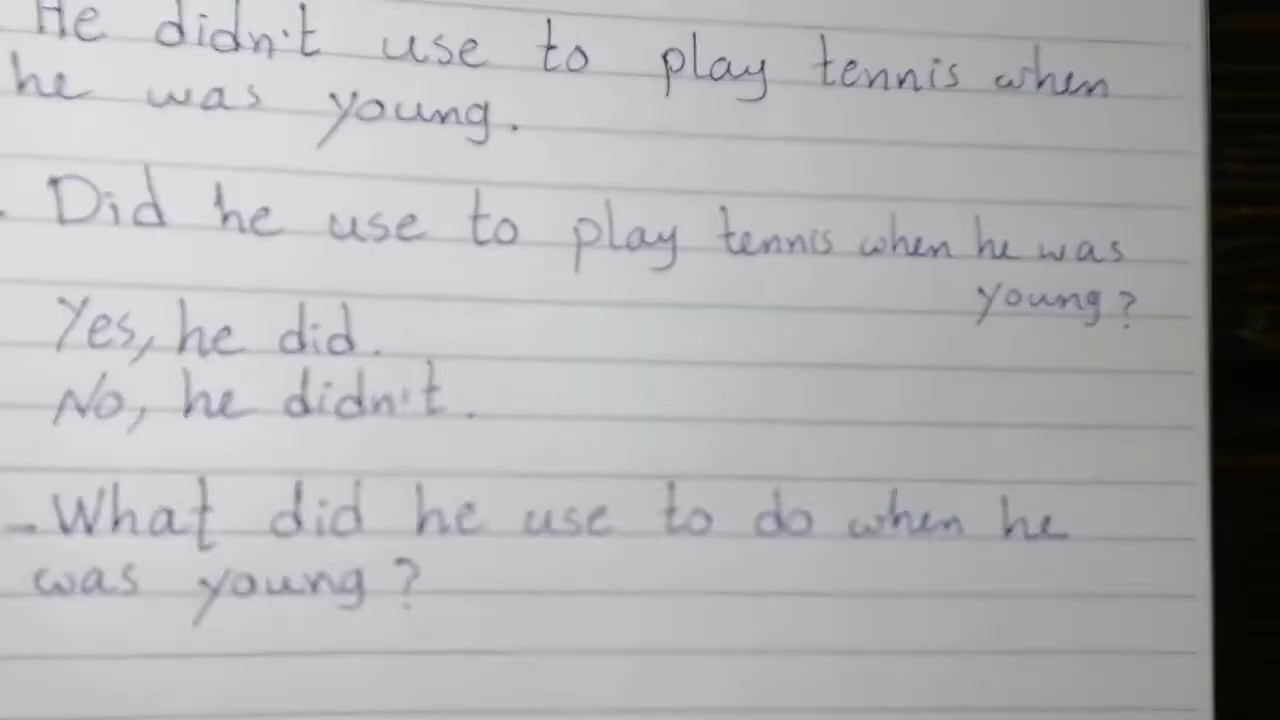 He didn't use to play tennis when
he was young.
- Did he use to play tennis when he was
young?
Yes, he did.
No, he didn't.
- What did he use to do when he
was young?